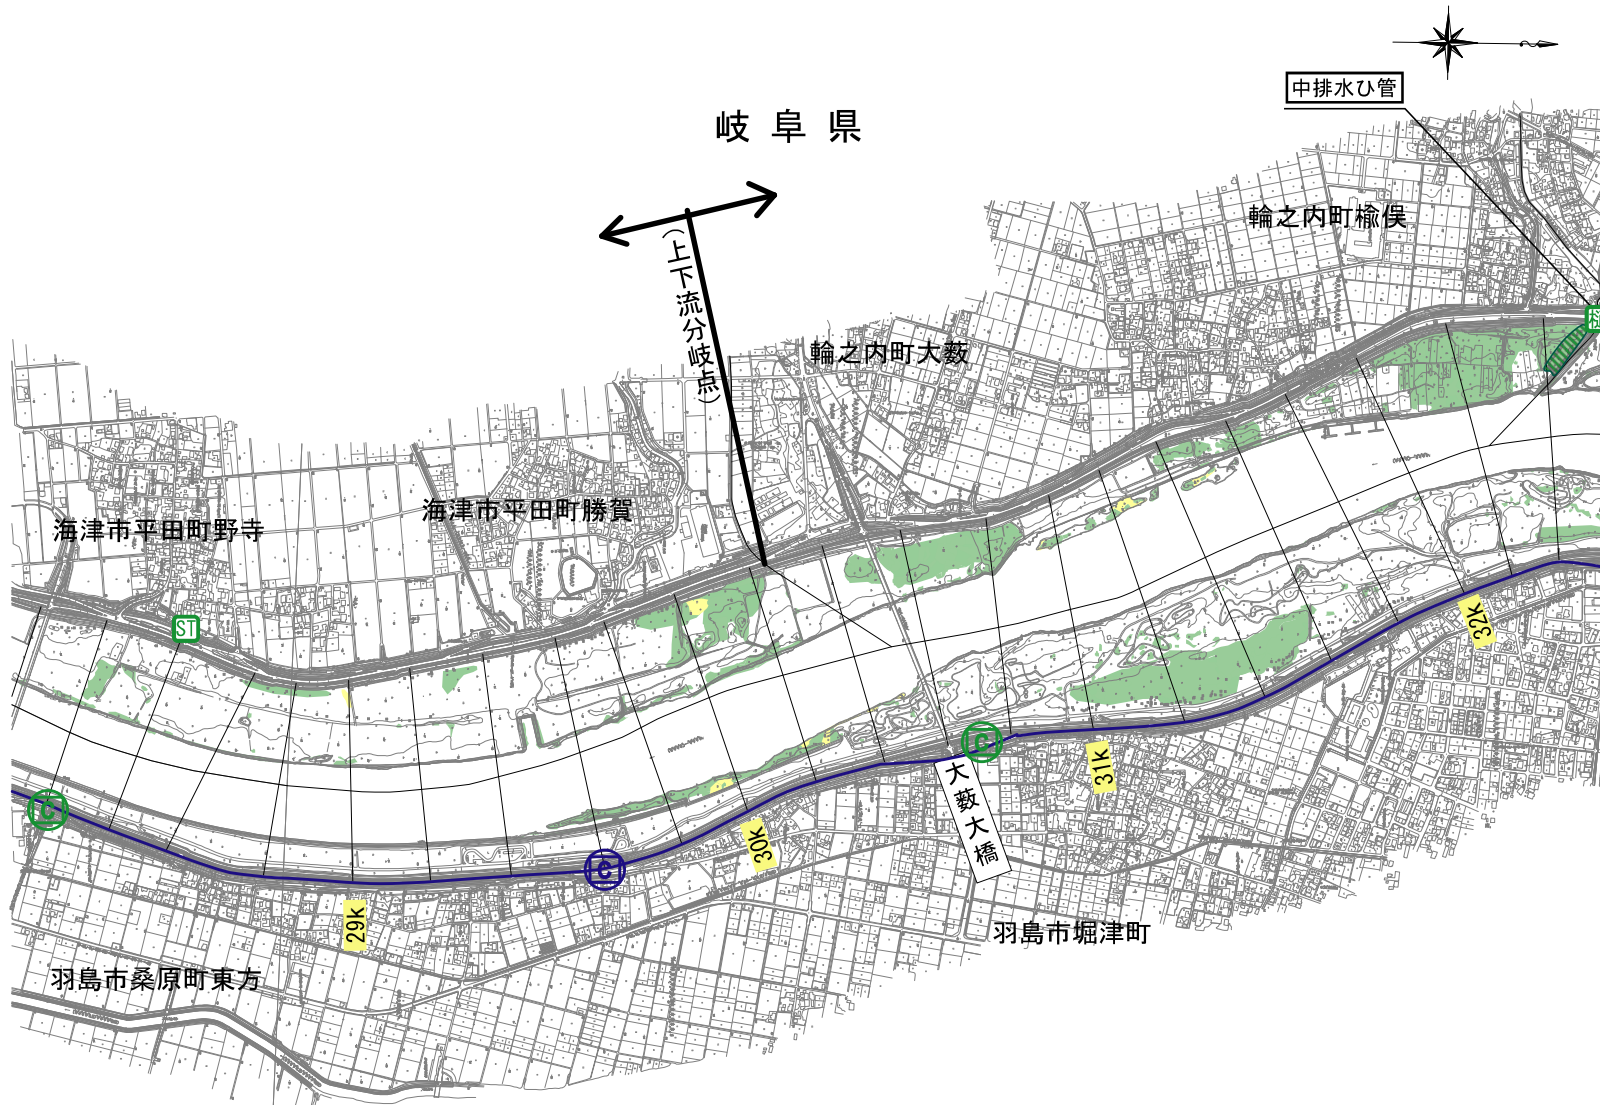 中排水ひ管
岐阜県
輪之内町楡俣
(上下流分岐点)
輪之内町大薮
海津市平田町勝賀
海津市平田町野寺
ST
32k
C
大薮大橋
31k
C
30k
C
29k
羽島市堀津町
羽島市桑原町東方